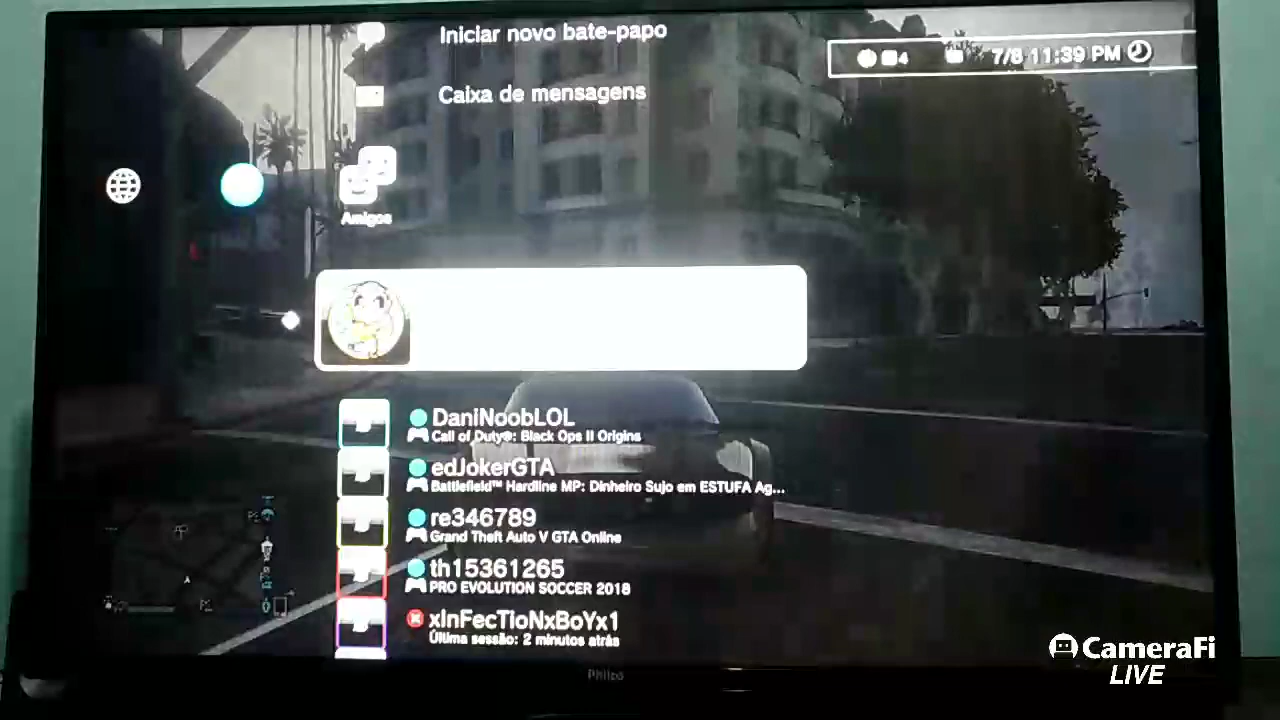 Iniciar novo bate-papo
4 7/8 11:39 PM
Caixa de mensagens
Amigos
DaniNoobLOL
Call of Duty®: Black Ops II Origins
edJokerGTA
Battlefield™ Hardline MP: Dinheiro Sujo em ESTUFA Ag...
re346789
Grand Theft Auto V GTA Online
th15361265
PRO EVOLUTION SOCCER 2018
xInFecTioNxBoYx1
Última sessão: 2 minutos atrás
CameraFi
LIVE
Philco